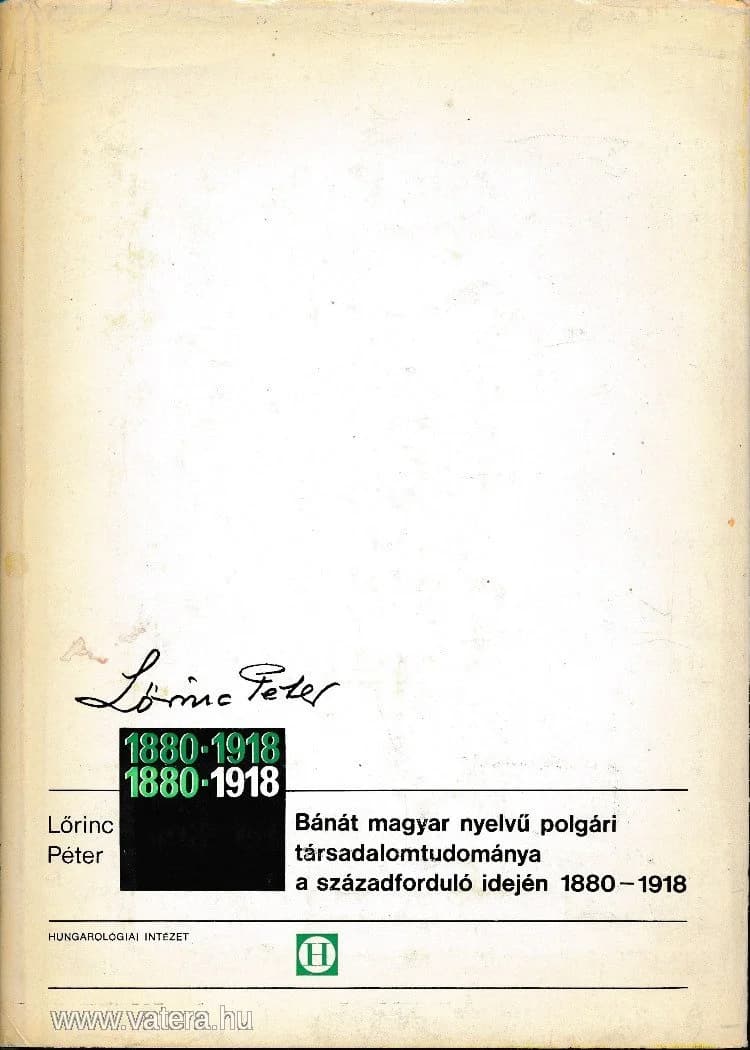 Lőrinc Péter
1880·1918
1880·1918
Lőrinc
Péter
Bánát magyar nyelvű polgári
társadalomtudománya
a századforduló idején 1880–1918
HUNGAROLÓGIAI INTÉZET
H
www.vatera.hu